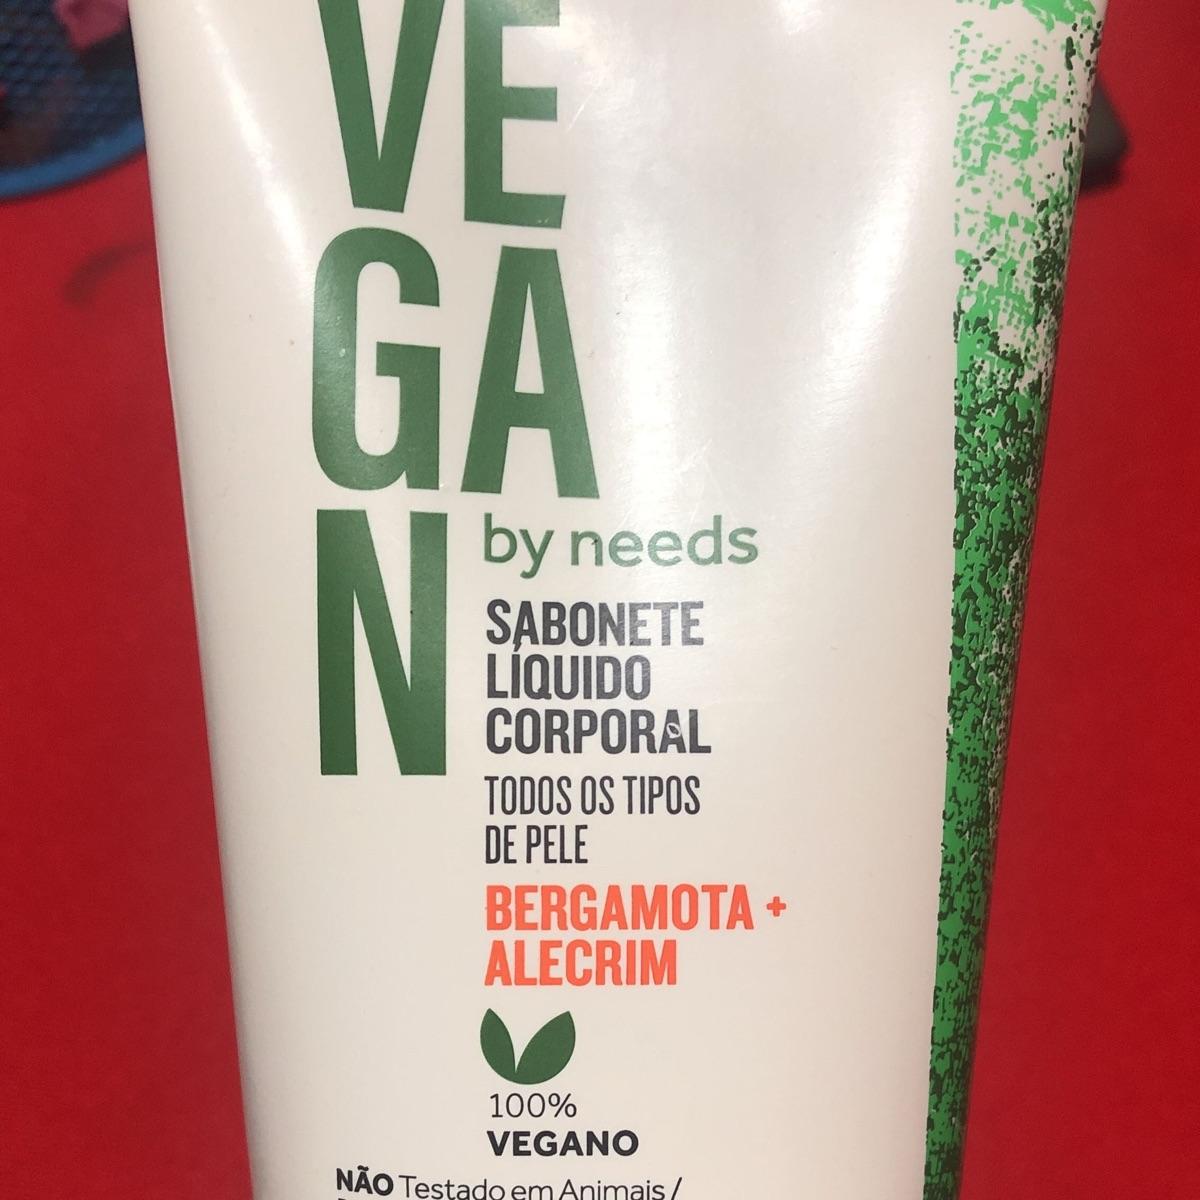 VE
GA
N
by needs
SABONETE
LÍQUIDO
CORPORAL
TODOS OS TIPOS
DE PELE
BERGAMOTA +
ALECRIM
100%
VEGANO
NÃO Testado em Animais /